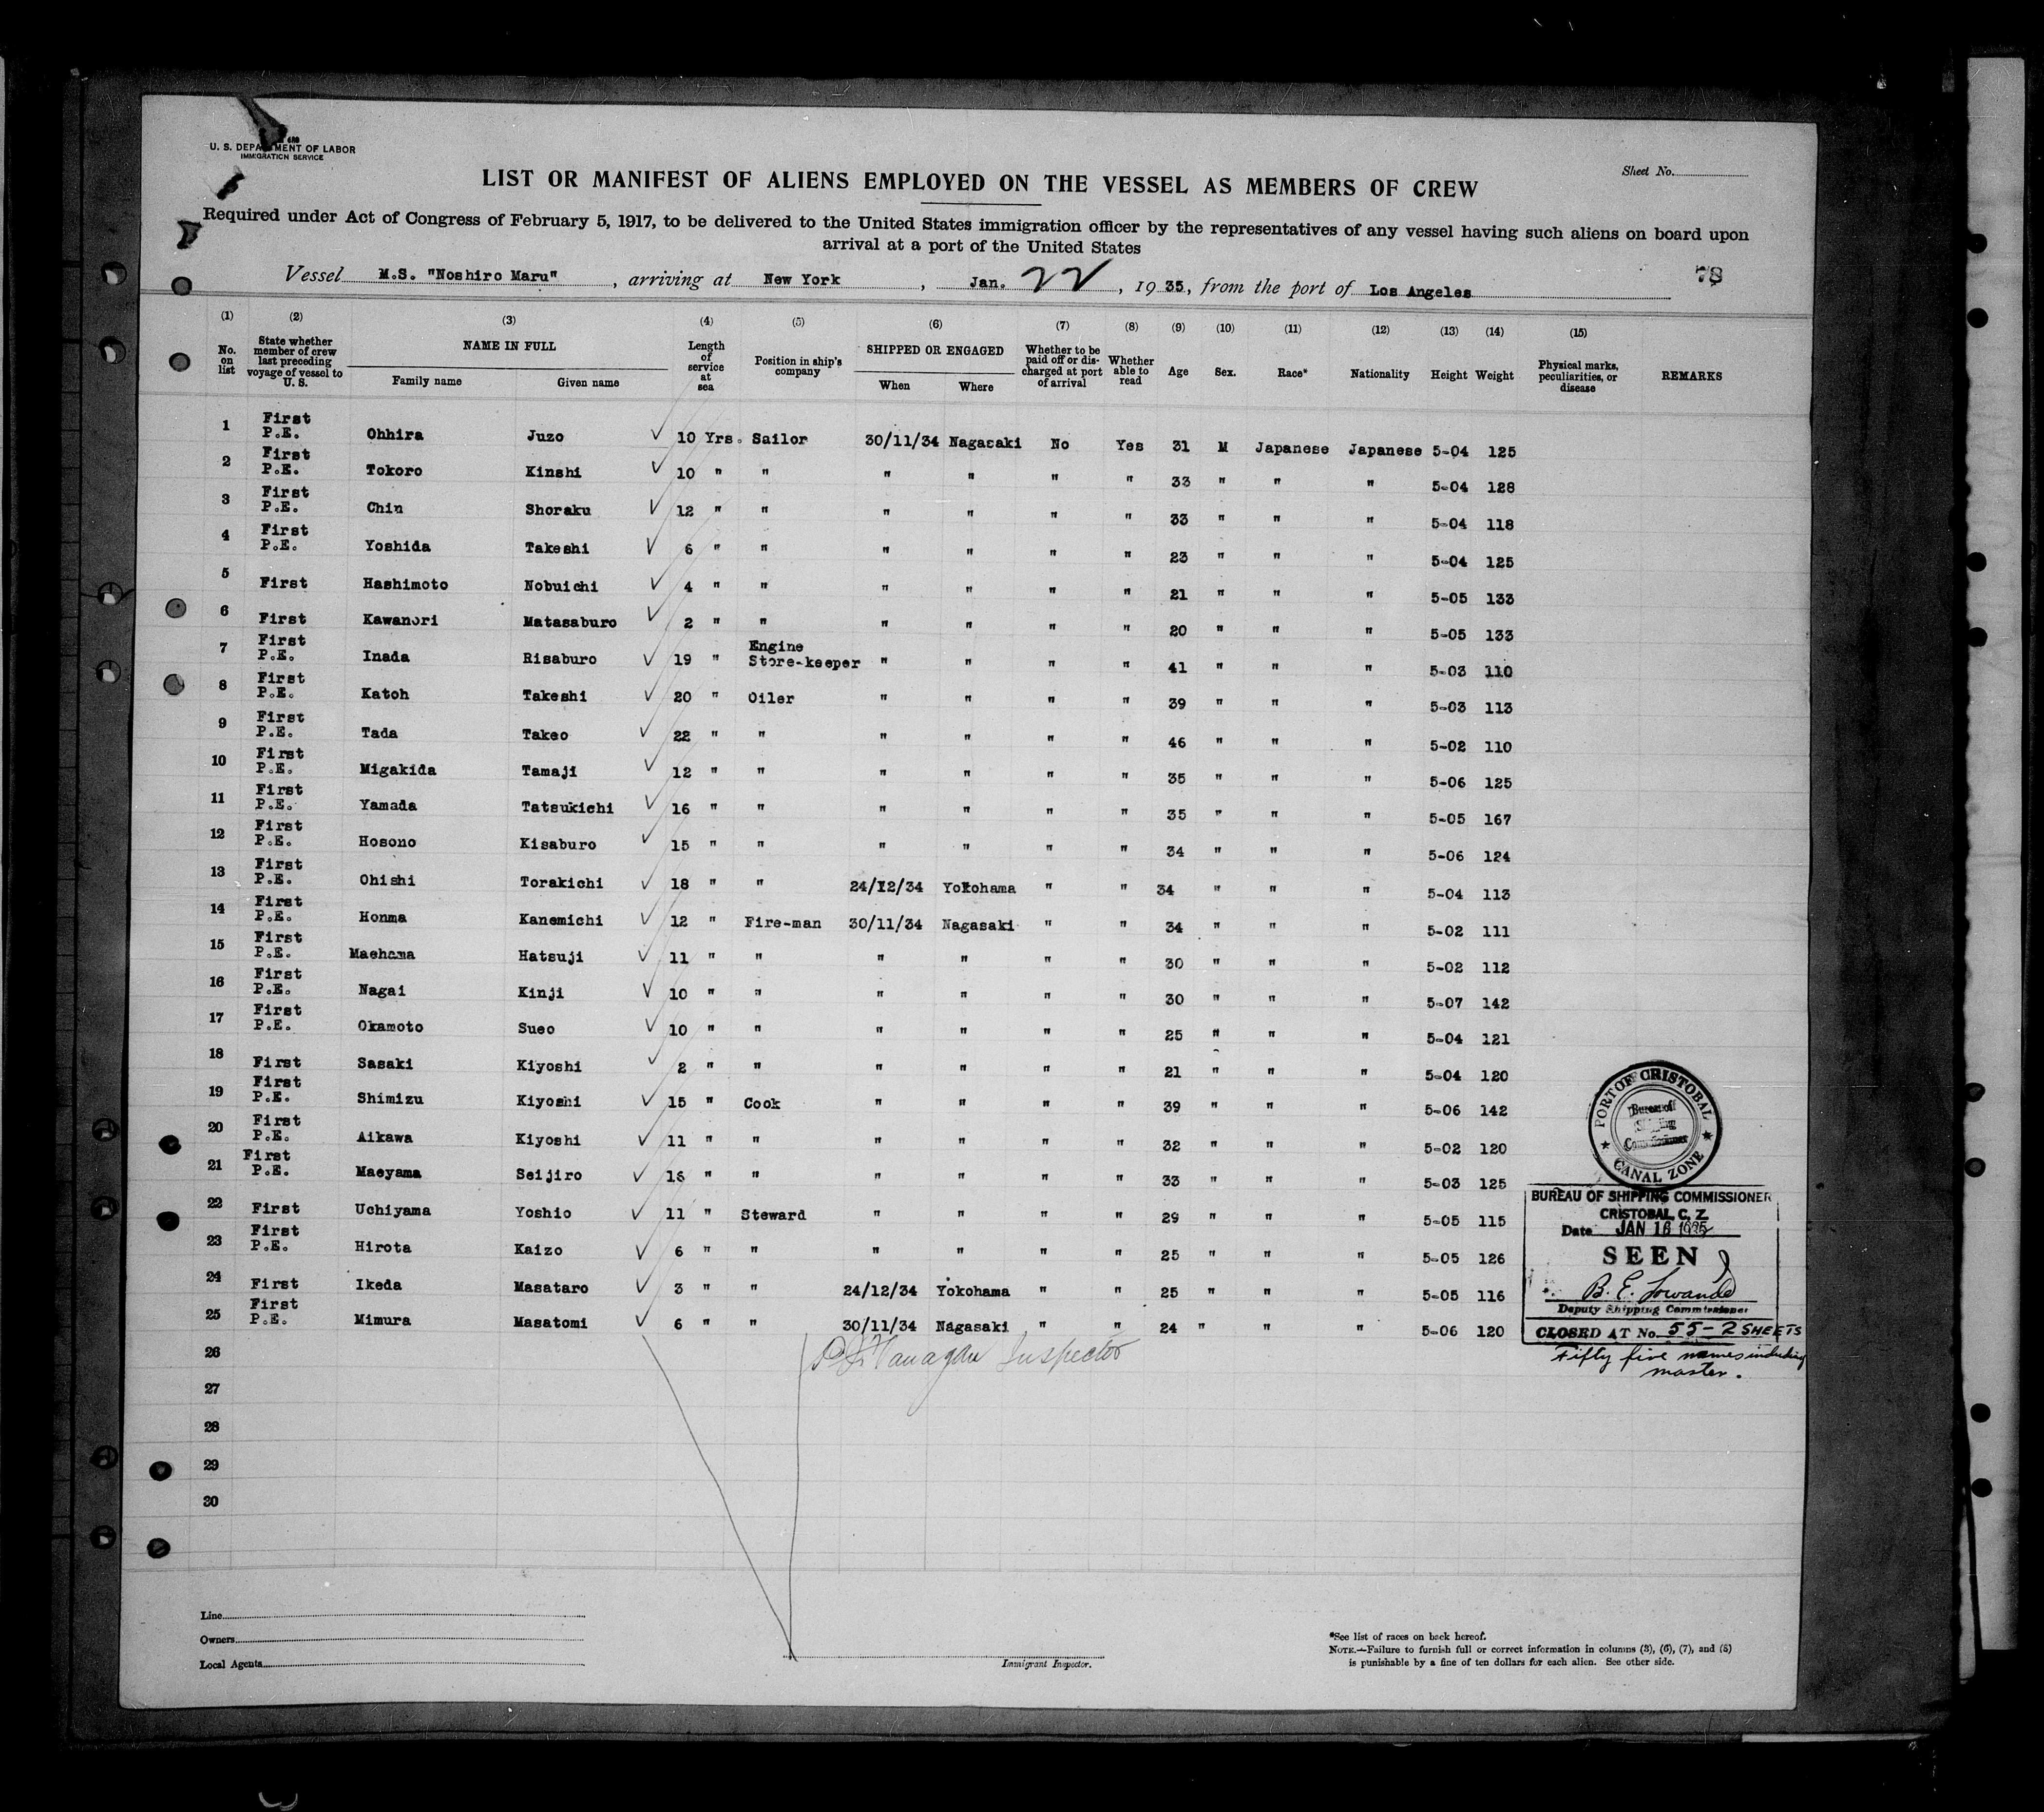 U. S. DEPARTMENT OF LABOR
IMMIGRATION SERVICE
Sheet No.
LIST OR MANIFEST OF ALIENS EMPLOYED ON THE VESSEL AS MEMBERS OF CREW
Required under Act of Congress of February 5, 1917, to be delivered to the United States immigration officer by the representatives of any vessel having such aliens on board upon
arrival at a port of the United States
Vessel M.S. "Noshiro Maru", arriving at New York, Jan. 22, 1935, from the port of Los Angeles
78
(1) (2) (3) (4) (5) (6) (7) (8) (9) (10) (11) (12) (13) (14) (15)
No. on list State whether member of crew last preceding voyage of vessel to U. S. NAME IN FULL Family name Given name Length of service at sea Position in ship's company SHIPPED OR ENGAGED When Where Whether to be paid off or discharged at port of arrival Whether able to read Age Sex. Race* Nationality Height Weight Physical marks, peculiarities, or disease REMARKS
1 First P.E. Ohhira Juzo ✓ 10 Yrs. Sailor 30/11/34 Nagasaki No Yes 31 M Japanese Japanese 5-04 125
2 First P.E. Tokoro Kinshi ✓ 10 " " " " " " 33 " " " 5-04 128
3 First P.E. Chin Shoraku ✓ 12 " " " " " " 33 " " " 5-04 118
4 First P.E. Yoshida Takeshi ✓ 6 " " " " " " 23 " " " 5-04 125
5 First Hashimoto Nobuichi ✓ 4 " " " " " " 21 " " " 5-05 133
6 First Kawanori Matasaburo ✓ 2 " " " " " " 20 " " " 5-05 133
7 First P.E. Inada Risaburo ✓ 19 " Engine Store-keeper " " " " 41 " " " 5-03 110
8 First P.E. Katoh Takeshi ✓ 20 " Oiler " " " " 39 " " " 5-03 113
9 First P.E. Tada Takeo ✓ 22 " " " " " " 46 " " " 5-02 110
10 First P.E. Migakida Tamaji ✓ 12 " " " " " " 35 " " " 5-06 125
11 First P.E. Yamada Tatsukichi ✓ 16 " " " " " " 35 " " " 5-05 167
12 First P.E. Hosono Kisaburo ✓ 15 " " " " " " 34 " " " 5-06 124
13 First P.E. Ohishi Torakichi ✓ 18 " " 24/12/34 Yokohama " " 34 " " " 5-04 113
14 First P.E. Honma Kanemichi ✓ 12 " Fire-man 30/11/34 Nagasaki " " 34 " " " 5-02 111
15 First P.E. Maehama Hatsuji ✓ 11 " " " " " " 30 " " " 5-02 112
16 First P.E. Nagai Kinji ✓ 10 " " " " " " 30 " " " 5-07 142
17 First P.E. Okamoto Sueo ✓ 10 " " " " " " 25 " " " 5-04 121
18 First Sasaki Kiyoshi ✓ 2 " " " " " " 21 " " " 5-04 120
19 First P.E. Shimizu Kiyoshi ✓ 15 " Cook " " " " 39 " " " 5-06 142
20 First P.E. Aikawa Kiyoshi ✓ 11 " " " " " " 32 " " " 5-02 120
21 First P.E. Maeyama Seijiro ✓ 16 " " " " " " 33 " " " 5-03 125
22 First Uchiyama Yoshio ✓ 11 " Steward " " " " 29 " " " 5-05 115
23 First P.E. Hirota Kaizo ✓ 6 " " " " " " 25 " " " 5-05 126
24 First Ikeda Masataro ✓ 3 " " 24/12/34 Yokohama " " 25 " " " 5-05 116
25 First P.E. Mimura Masatomi ✓ 6 " " 30/11/34 Nagasaki " " 24 " " " 5-06 120
26
27
28
29
30
Inspector
PORT OF CRISTOBAL
Bureau of
Shipping
Commissioner
CANAL ZONE
BUREAU OF SHIPPING COMMISSIONER
CRISTOBAL, C. Z.
Date JAN 16 1935
SEEN
B. E.
Deputy Shipping Commissioner
CLOSED AT No. 55-2 SHEETS
Fifty five names including
master.
Line
Owners
Local Agents
Immigrant Inspector.
*See list of races on back hereof.
NOTE.—Failure to furnish full or correct information in columns (3), (6), (7), and (8)
is punishable by a fine of ten dollars for each alien. See other side.